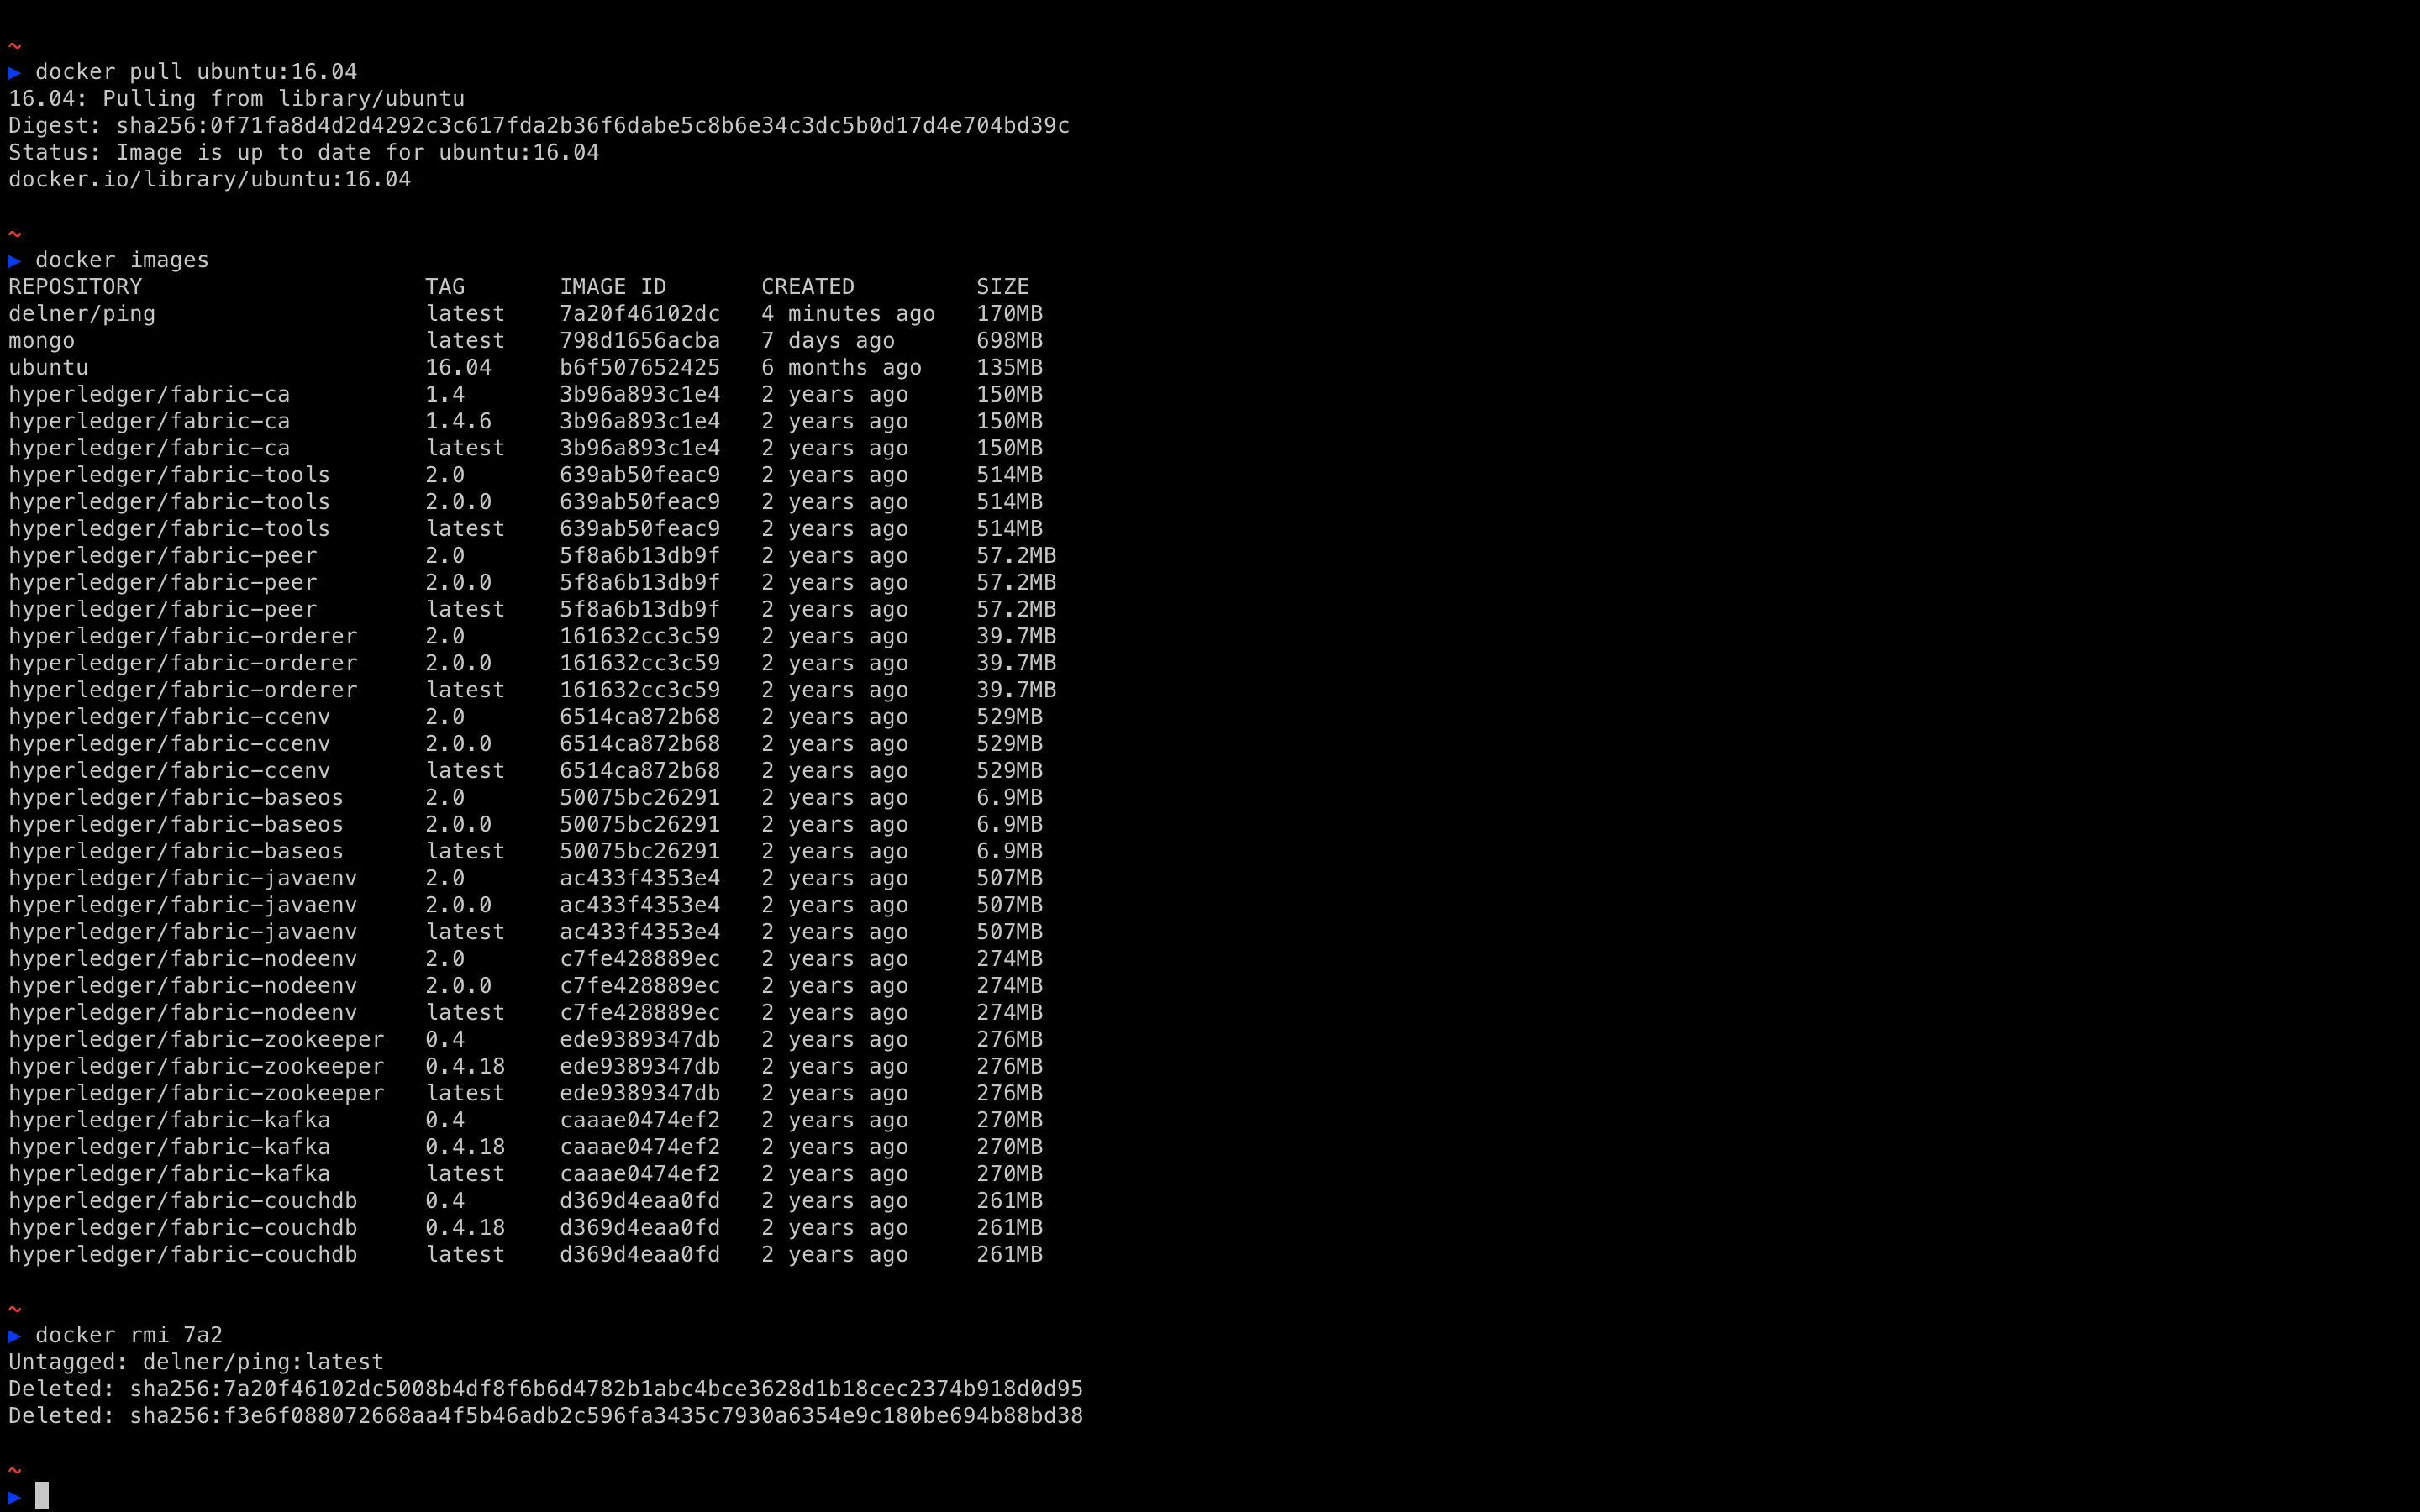 ~
▶ docker pull ubuntu:16.04
16.04: Pulling from library/ubuntu
Digest: sha256:0f71fa8d4d2d4292c3c617fda2b36f6dabe5c8b6e34c3dc5b0d17d4e704bd39c
Status: Image is up to date for ubuntu:16.04
docker.io/library/ubuntu:16.04
~
▶ docker images
REPOSITORY TAG IMAGE ID CREATED SIZE
delner/ping latest 7a20f46102dc 4 minutes ago 170MB
mongo latest 798d1656acba 7 days ago 698MB
ubuntu 16.04 b6f507652425 6 months ago 135MB
hyperledger/fabric-ca 1.4 3b96a893c1e4 2 years ago 150MB
hyperledger/fabric-ca 1.4.6 3b96a893c1e4 2 years ago 150MB
hyperledger/fabric-ca latest 3b96a893c1e4 2 years ago 150MB
hyperledger/fabric-tools 2.0 639ab50feac9 2 years ago 514MB
hyperledger/fabric-tools 2.0.0 639ab50feac9 2 years ago 514MB
hyperledger/fabric-tools latest 639ab50feac9 2 years ago 514MB
hyperledger/fabric-peer 2.0 5f8a6b13db9f 2 years ago 57.2MB
hyperledger/fabric-peer 2.0.0 5f8a6b13db9f 2 years ago 57.2MB
hyperledger/fabric-peer latest 5f8a6b13db9f 2 years ago 57.2MB
hyperledger/fabric-orderer 2.0 161632cc3c59 2 years ago 39.7MB
hyperledger/fabric-orderer 2.0.0 161632cc3c59 2 years ago 39.7MB
hyperledger/fabric-orderer latest 161632cc3c59 2 years ago 39.7MB
hyperledger/fabric-ccenv 2.0 6514ca872b68 2 years ago 529MB
hyperledger/fabric-ccenv 2.0.0 6514ca872b68 2 years ago 529MB
hyperledger/fabric-ccenv latest 6514ca872b68 2 years ago 529MB
hyperledger/fabric-baseos 2.0 50075bc26291 2 years ago 6.9MB
hyperledger/fabric-baseos 2.0.0 50075bc26291 2 years ago 6.9MB
hyperledger/fabric-baseos latest 50075bc26291 2 years ago 6.9MB
hyperledger/fabric-javaenv 2.0 ac433f4353e4 2 years ago 507MB
hyperledger/fabric-javaenv 2.0.0 ac433f4353e4 2 years ago 507MB
hyperledger/fabric-javaenv latest ac433f4353e4 2 years ago 507MB
hyperledger/fabric-nodeenv 2.0 c7fe428889ec 2 years ago 274MB
hyperledger/fabric-nodeenv 2.0.0 c7fe428889ec 2 years ago 274MB
hyperledger/fabric-nodeenv latest c7fe428889ec 2 years ago 274MB
hyperledger/fabric-zookeeper 0.4 ede9389347db 2 years ago 276MB
hyperledger/fabric-zookeeper 0.4.18 ede9389347db 2 years ago 276MB
hyperledger/fabric-zookeeper latest ede9389347db 2 years ago 276MB
hyperledger/fabric-kafka 0.4 caaae0474ef2 2 years ago 270MB
hyperledger/fabric-kafka 0.4.18 caaae0474ef2 2 years ago 270MB
hyperledger/fabric-kafka latest caaae0474ef2 2 years ago 270MB
hyperledger/fabric-couchdb 0.4 d369d4eaa0fd 2 years ago 261MB
hyperledger/fabric-couchdb 0.4.18 d369d4eaa0fd 2 years ago 261MB
hyperledger/fabric-couchdb latest d369d4eaa0fd 2 years ago 261MB
~
▶ docker rmi 7a2
Untagged: delner/ping:latest
Deleted: sha256:7a20f46102dc5008b4df8f6b6d4782b1abc4bce3628d1b18cec2374b918d0d95
Deleted: sha256:f3e6f088072668aa4f5b46adb2c596fa3435c7930a6354e9c180be694b88bd38
~
▶